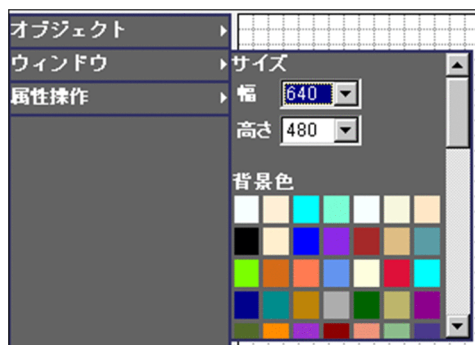 オブジェクト
ウィンドウ
属性操作
サイズ
幅 640
高さ 480
背景色